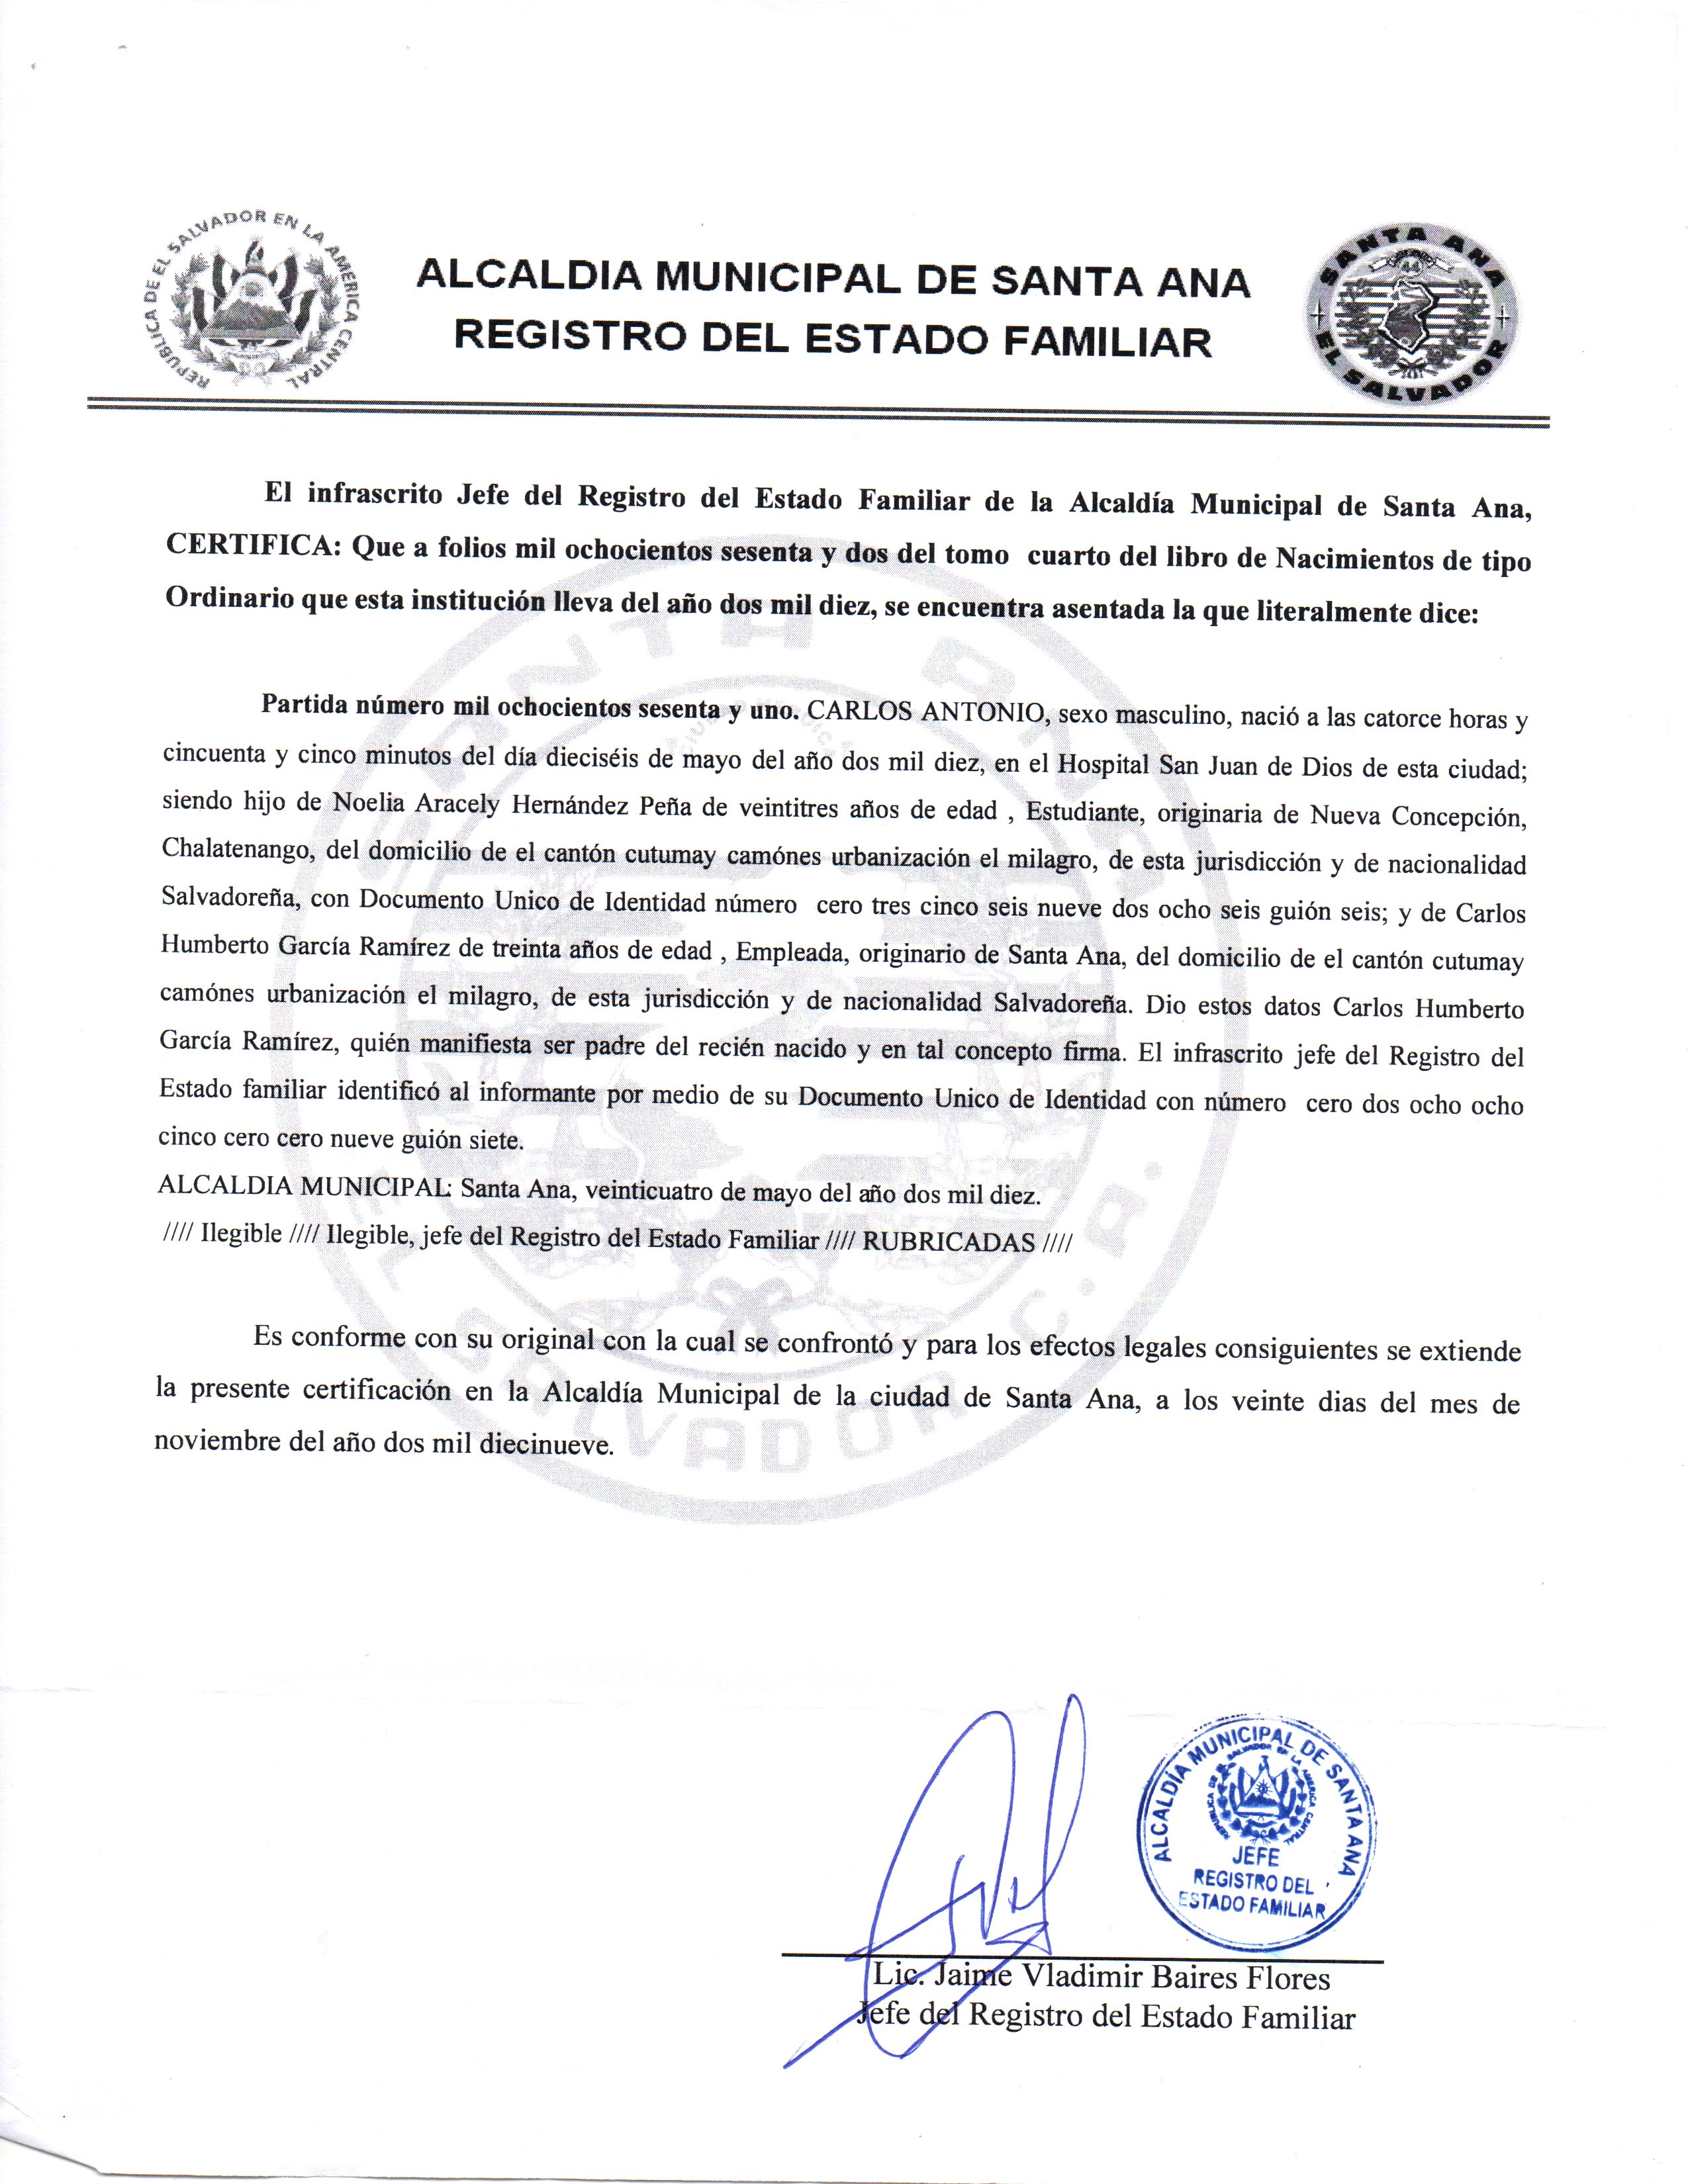 REPUBLICA DE EL SALVADOR EN LA AMERICA CENTRAL
ALCALDIA MUNICIPAL DE SANTA ANA
REGISTRO DEL ESTADO FAMILIAR
SANTA ANA
EL SALVADOR
El infrascrito Jefe del Registro del Estado Familiar de la Alcaldía Municipal de Santa Ana,
CERTIFICA: Que a folios mil ochocientos sesenta y dos del tomo cuarto del libro de Nacimientos de tipo
Ordinario que esta institución lleva del año dos mil diez, se encuentra asentada la que literalmente dice:
Partida número mil ochocientos sesenta y uno. CARLOS ANTONIO, sexo masculino, nació a las catorce horas y
cincuenta y cinco minutos del día dieciséis de mayo del año dos mil diez, en el Hospital San Juan de Dios de esta ciudad;
siendo hijo de Noelia Aracely Hernández Peña de veintitres años de edad , Estudiante, originaria de Nueva Concepción,
Chalatenango, del domicilio de el cantón cutumay camónes urbanización el milagro, de esta jurisdicción y de nacionalidad
Salvadoreña, con Documento Unico de Identidad número cero tres cinco seis nueve dos ocho seis guión seis; y de Carlos
Humberto García Ramírez de treinta años de edad , Empleada, originario de Santa Ana, del domicilio de el cantón cutumay
camónes urbanización el milagro, de esta jurisdicción y de nacionalidad Salvadoreña. Dio estos datos Carlos Humberto
García Ramírez, quién manifiesta ser padre del recién nacido y en tal concepto firma. El infrascrito jefe del Registro del
Estado familiar identificó al informante por medio de su Documento Unico de Identidad con número cero dos ocho ocho
cinco cero cero nueve guión siete.
ALCALDIA MUNICIPAL: Santa Ana, veinticuatro de mayo del año dos mil diez.
//// Ilegible //// Ilegible, jefe del Registro del Estado Familiar //// RUBRICADAS ////
Es conforme con su original con la cual se confrontó y para los efectos legales consiguientes se extiende
la presente certificación en la Alcaldía Municipal de la ciudad de Santa Ana, a los veinte dias del mes de
noviembre del año dos mil diecinueve.
ALCALDÍA MUNICIPAL DE SANTA ANA
REPUBLICA DE EL SALVADOR EN LA AMERICA CENTRAL
JEFE
REGISTRO DEL
ESTADO FAMILIAR
Lic. Jaime Vladimir Baires Flores
Jefe del Registro del Estado Familiar